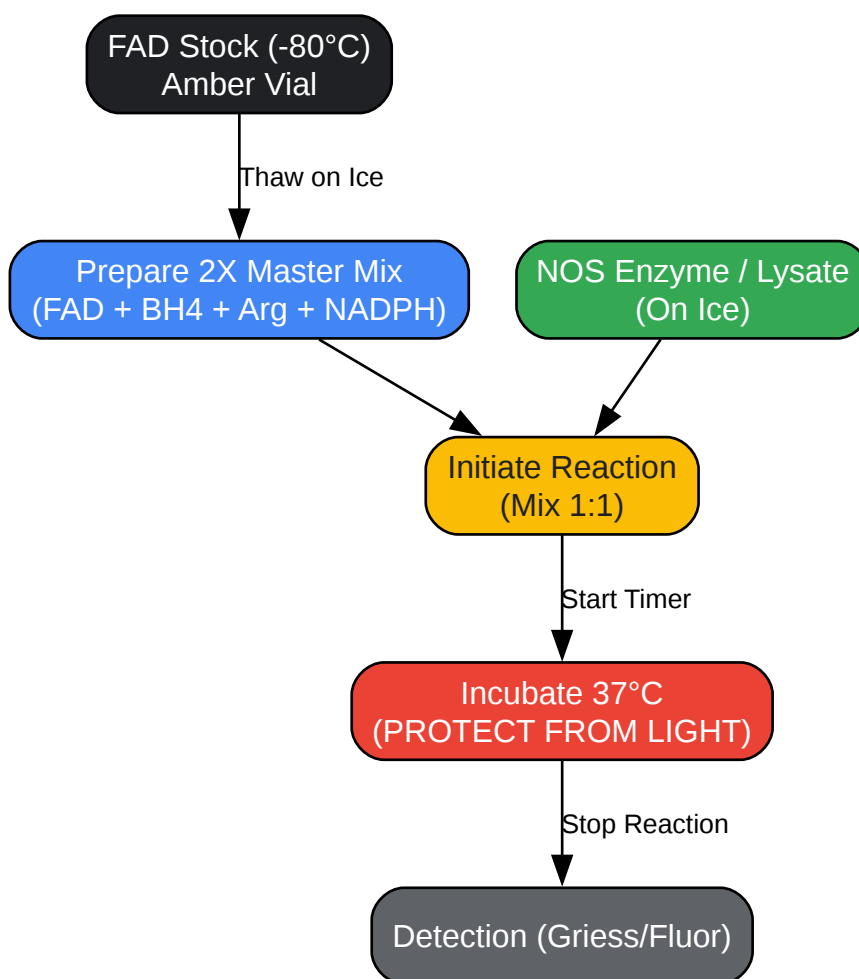 FAD Stock (-80°C)
Amber Vial
Thaw on Ice
Prepare 2X Master Mix
(FAD + BH4 + Arg + NADPH)
NOS Enzyme / Lysate
(On Ice)
Initiate Reaction
(Mix 1:1)
Start Timer
Incubate 37°C
(PROTECT FROM LIGHT)
Stop Reaction
Detection (Griess/Fluor)